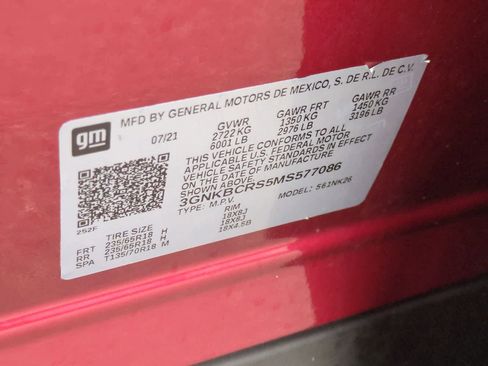 gm
MFD BY GENERAL MOTORS DE MEXICO, S. DE R.L. DE C.V.
07/21 GVWR GAWR FRT GAWR RR
2722 KG 1350 KG 1450 KG
6001 LB 2976 LB 3196 LB
THIS VEHICLE CONFORMS TO ALL
APPLICABLE U.S. FEDERAL MOTOR
VEHICLE SAFETY STANDARDS IN EFFECT
ON THE DATE OF MANUFACTURE
SHOWN ABOVE.
3GNKBCRS5MS577086
TYPE: M.P.V. MODEL: 561NK26
252F
TIRE SIZE RIM
FRT 235/65R18 H 18X8J
RR 235/65R18 H 18X8J
SPA T135/70R18 M 18X4.5B